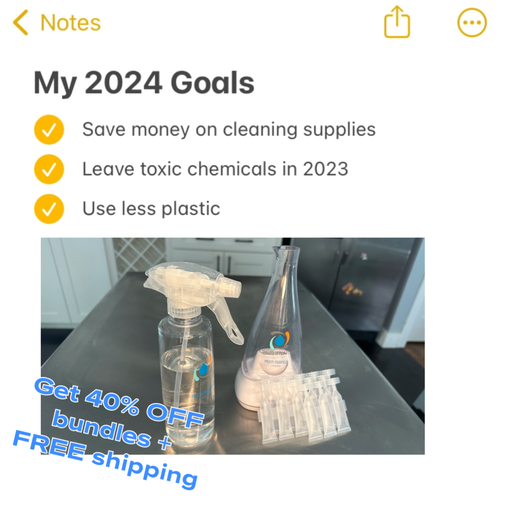 Notes
My 2024 Goals
Save money on cleaning supplies
Leave toxic chemicals in 2023
Use less plastic
Get 40% OFF
bundles +
FREE shipping